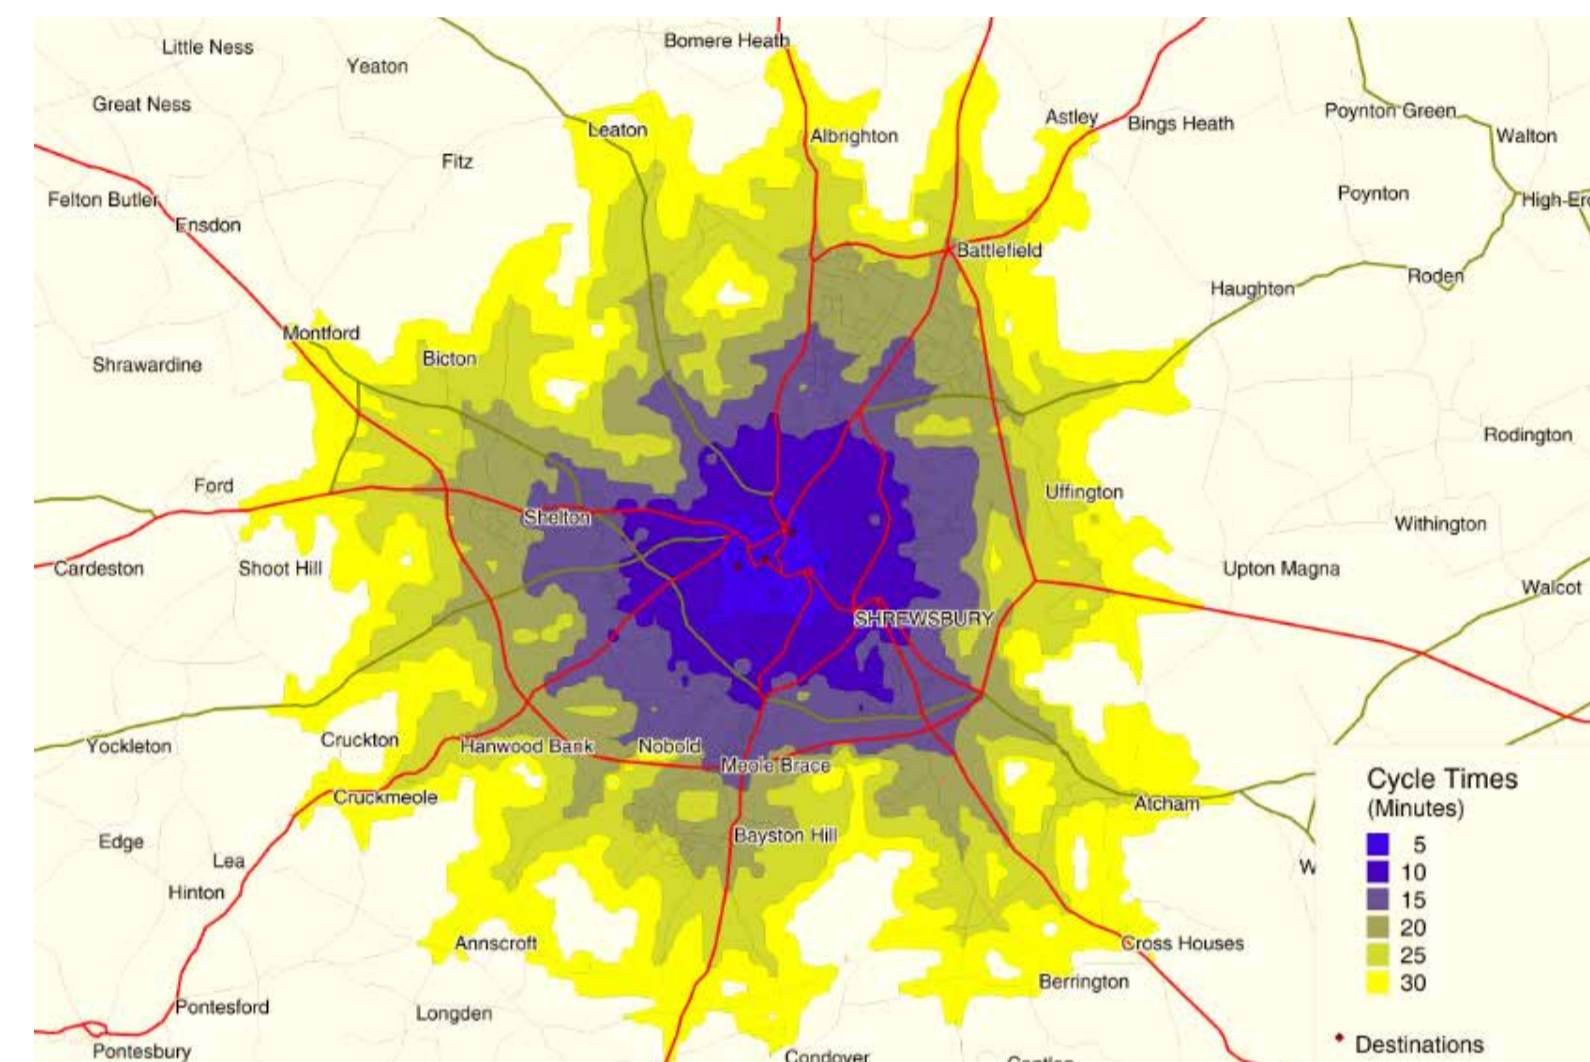 Little Ness
Bomere Heath
Yeaton
Great Ness
Poynton Green
Astley
Bings Heath
Leaton
Albrighton
Walton
Fitz
Poynton
Felton Butler
High-Erc
Ensdon
Battlefield
Roden
Haughton
Montford
Bicton
Shrawardine
Rodington
Ford
Uffington
Shelton
Withington
Cardeston
Shoot Hill
Upton Magna
Walcot
SHREWSBURY
Yockleton
Cruckton
Hanwood Bank
Nobold
Meole Brace
Cruckmeole
Atcham
Edge
Bayston Hill
Lea
W
Hinton
Annscroft
Cross Houses
Berrington
Pontesford
Longden
Pontesbury
Condover
Cycle Times
(Minutes)
5
10
15
20
25
30
Destinations